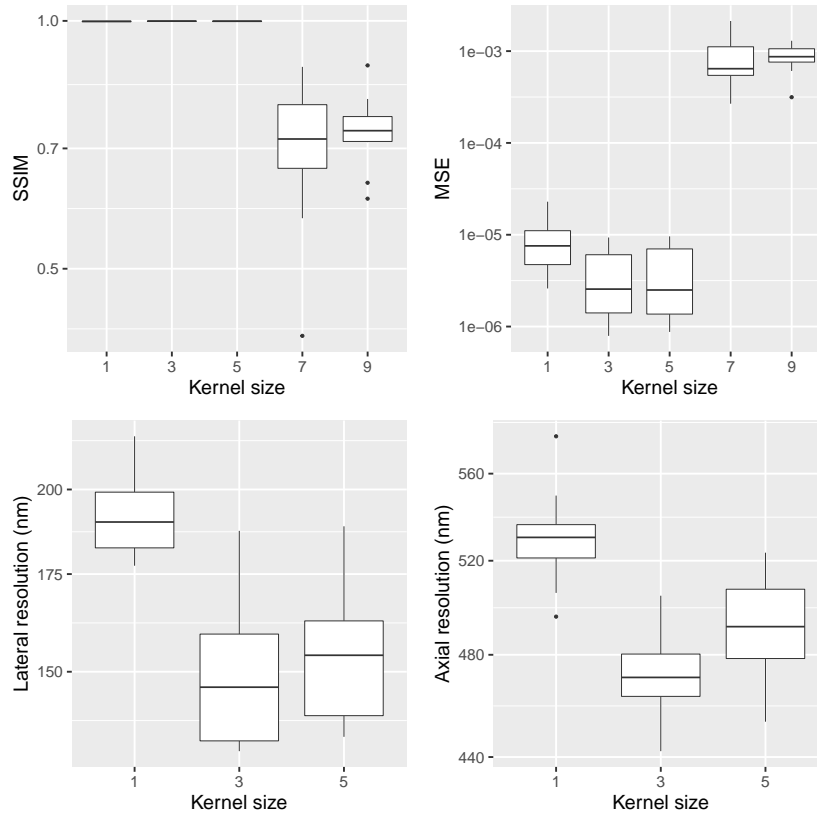 1.0
0.7
0.5
SSIM
1 3 5 7 9
Kernel size
1e−03
1e−04
1e−05
1e−06
MSE
1 3 5 7 9
Kernel size
200
175
150
Lateral resolution (nm)
1 3 5
Kernel size
560
520
480
440
Axial resolution (nm)
1 3 5
Kernel size